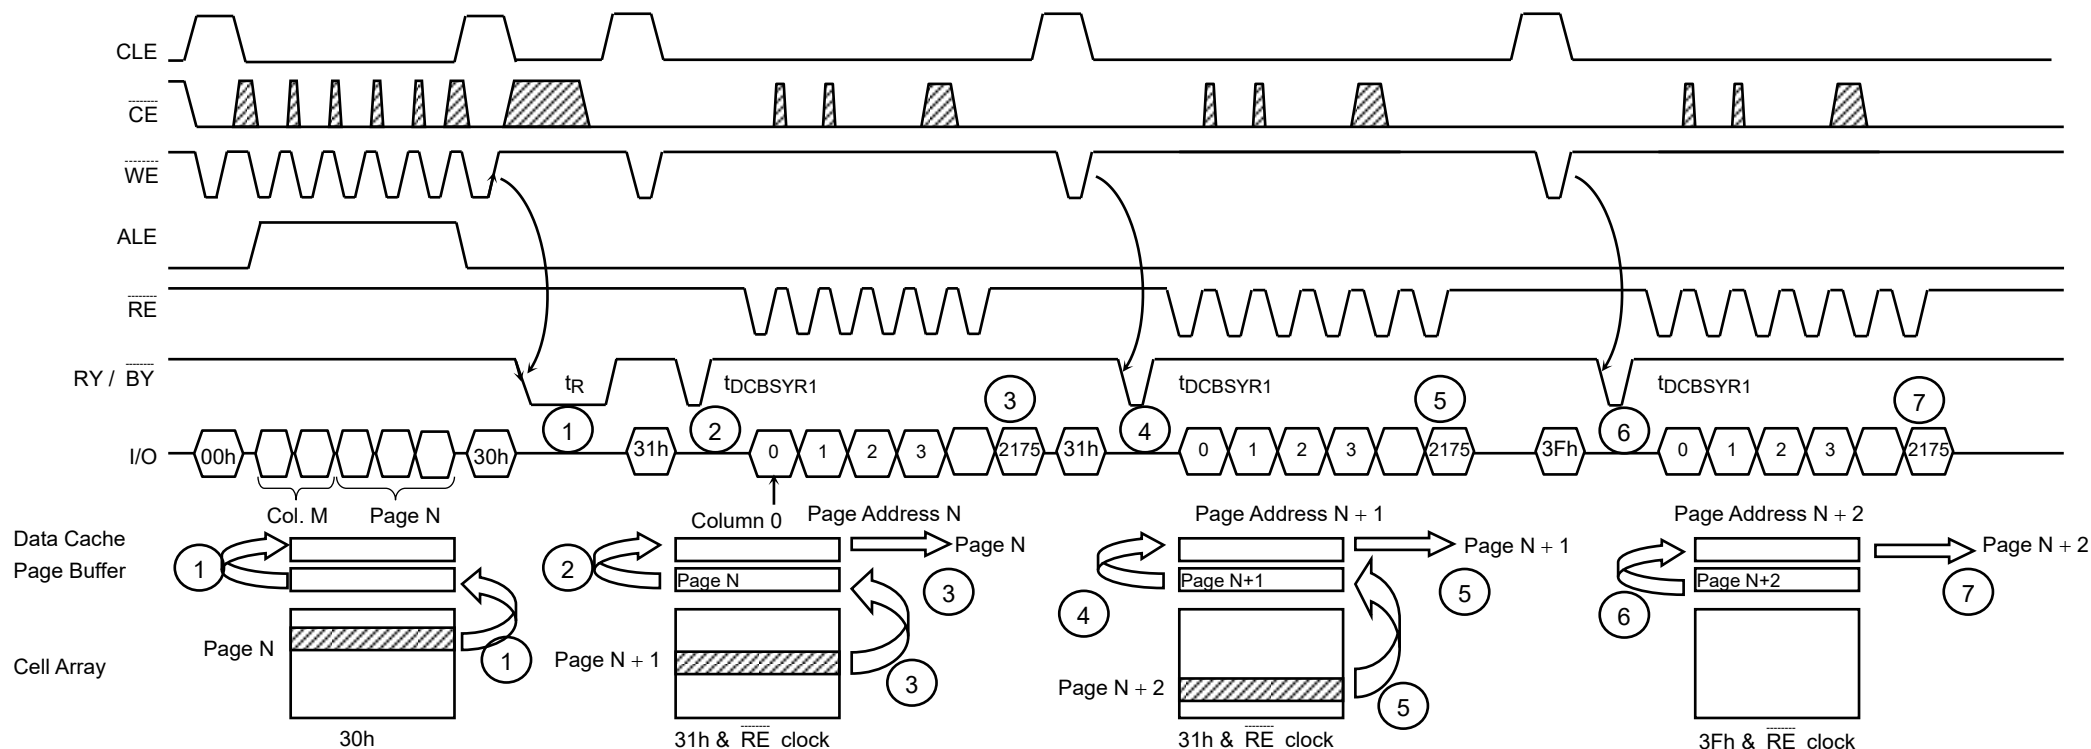 CLE
CE
WE
ALE
RE
RY / BY tR tDCBSYR1 tDCBSYR1 tDCBSYR1
3 5 7
1 2 4 6
I/O 00h 30h 31h 0 1 2 3 2175 31h 0 1 2 3 2175 3Fh 0 1 2 3 2175
Col. M Page N Column 0 Page Address N Page Address N + 1 Page Address N + 2
Data Cache Page N Page N + 1 Page N + 2
1 2 3 4 5 6 7
Page Buffer Page N Page N+1 Page N+2
Page N 1 Page N + 1 3 Page N + 2 5
Cell Array
30h 31h & RE clock 31h & RE clock 3Fh & RE clock